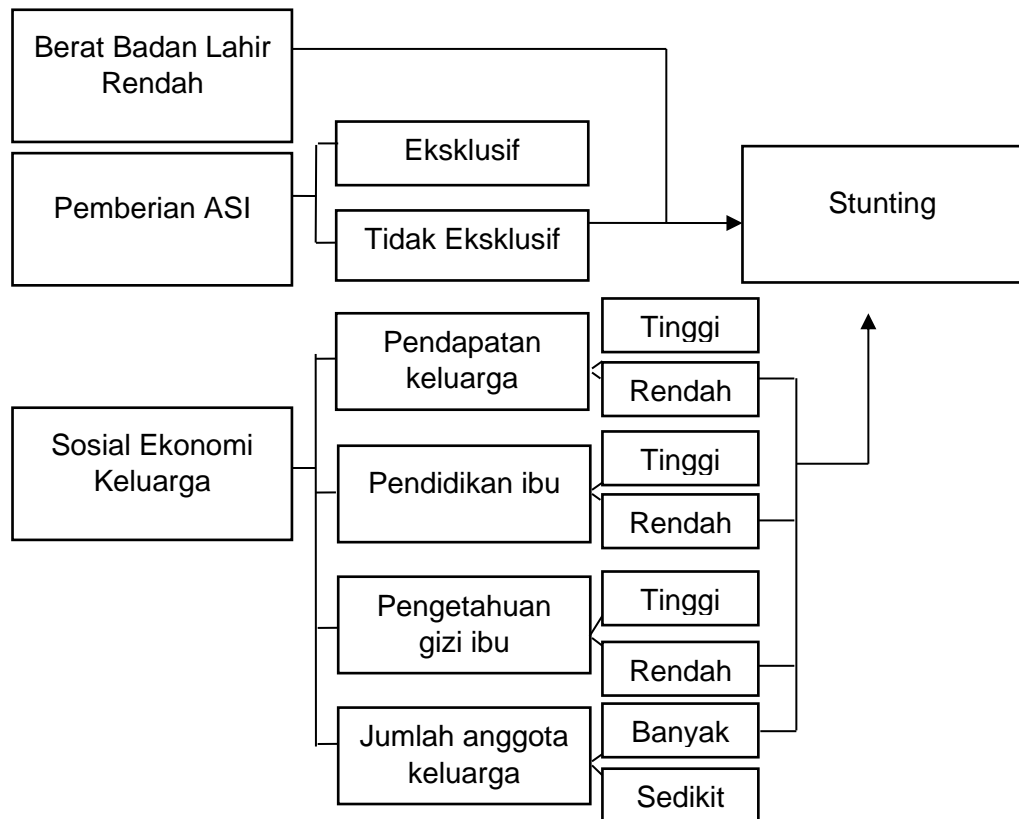 Berat Badan Lahir
Rendah
Pemberian ASI
Eksklusif
Tidak Eksklusif
Stunting
Sosial Ekonomi
Keluarga
Pendapatan
keluarga
Tinggi
Rendah
Pendidikan ibu
Tinggi
Rendah
Pengetahuan
gizi ibu
Tinggi
Rendah
Jumlah anggota
keluarga
Banyak
Sedikit